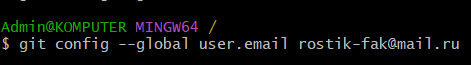 Admin@KOMPUTER MINGW64 /
$ git config --global user.email rostik-fak@mail.ru